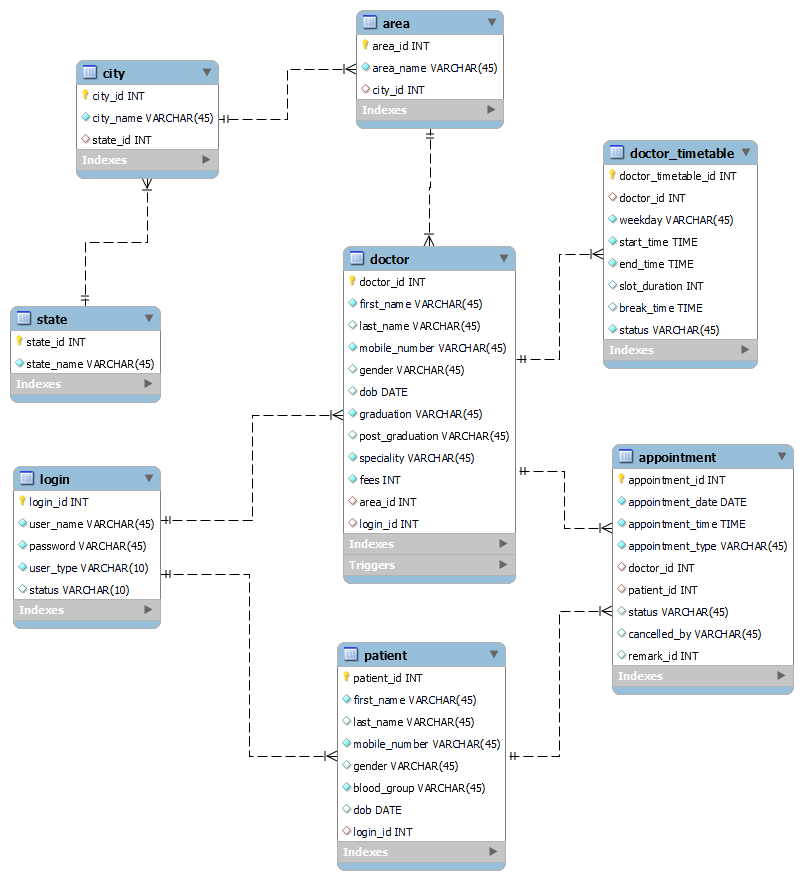 area
area_id INT
area_name VARCHAR(45)
city_id INT
Indexes
city
city_id INT
city_name VARCHAR(45)
state_id INT
Indexes
doctor_timetable
doctor_timetable_id INT
doctor_id INT
weekday VARCHAR(45)
start_time TIME
end_time TIME
slot_duration INT
break_time TIME
status VARCHAR(45)
Indexes
doctor
doctor_id INT
first_name VARCHAR(45)
last_name VARCHAR(45)
mobile_number VARCHAR(45)
gender VARCHAR(45)
dob DATE
graduation VARCHAR(45)
post_graduation VARCHAR(45)
speciality VARCHAR(45)
fees INT
area_id INT
login_id INT
Indexes
Triggers
state
state_id INT
state_name VARCHAR(45)
Indexes
login
login_id INT
user_name VARCHAR(45)
password VARCHAR(45)
user_type VARCHAR(10)
status VARCHAR(10)
Indexes
appointment
appointment_id INT
appointment_date DATE
appointment_time TIME
appointment_type VARCHAR(45)
doctor_id INT
patient_id INT
status VARCHAR(45)
cancelled_by VARCHAR(45)
remark_id INT
Indexes
patient
patient_id INT
first_name VARCHAR(45)
last_name VARCHAR(45)
mobile_number VARCHAR(45)
gender VARCHAR(45)
blood_group VARCHAR(45)
dob DATE
login_id INT
Indexes